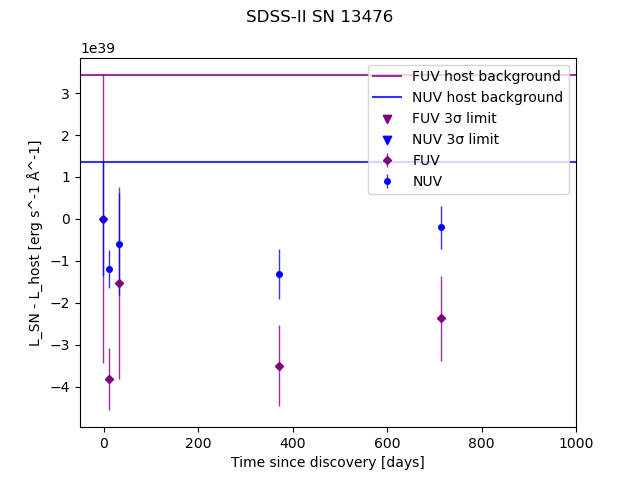 SDSS-II SN 13476
1e39
FUV host background
NUV host background
FUV 3σ limit
NUV 3σ limit
FUV
NUV
3
2
1
0
−1
−2
−3
−4
L_SN - L_host [erg s^-1 Å^-1]
0 200 400 600 800 1000
Time since discovery [days]